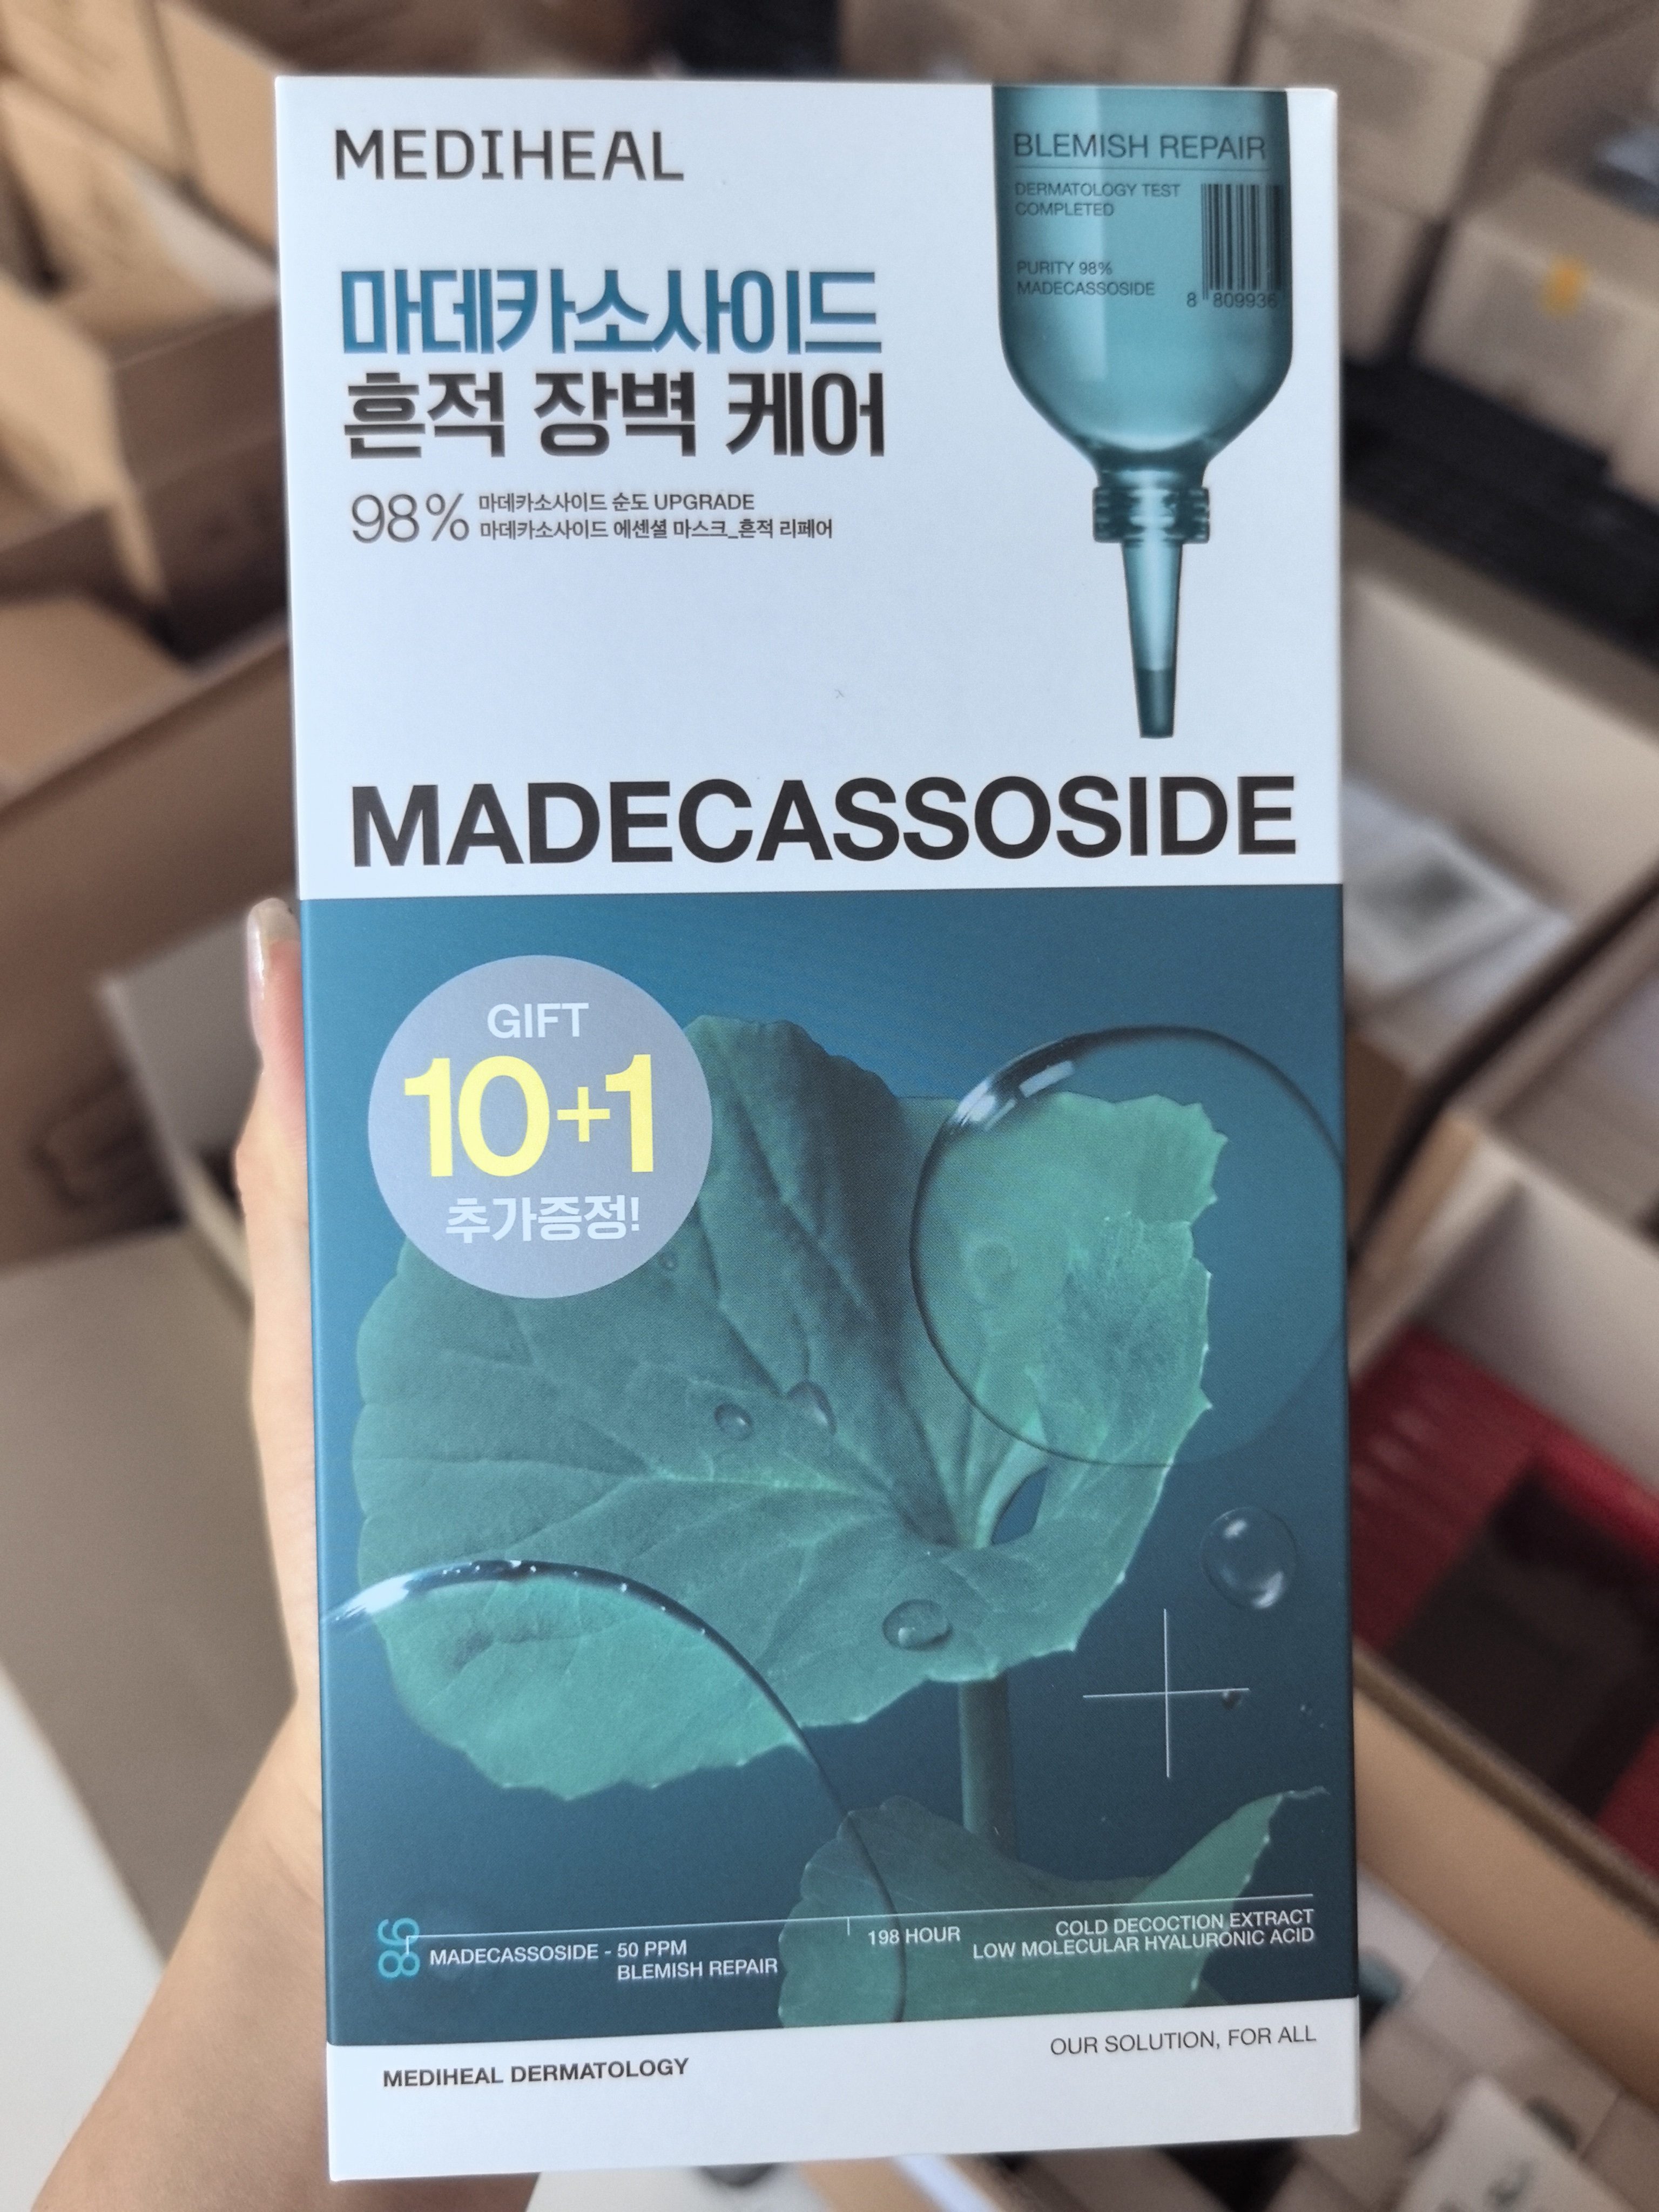 MEDIHEAL
마데카소사이드
흔적 장벽 케어
98% 마데카소사이드 순도 UPGRADE
마데카소사이드 에센셜 마스크_흔적 리페어
BLEMISH REPAIR
DERMATOLOGY TEST
COMPLETED
PURITY 98%
MADECASSOSIDE
8 809936
MADECASSOSIDE
GIFT
10+1
추가증정!
98
MADECASSOSIDE - 50 PPM
BLEMISH REPAIR
198 HOUR
COLD DECOCTION EXTRACT
LOW MOLECULAR HYALURONIC ACID
OUR SOLUTION, FOR ALL
MEDIHEAL DERMATOLOGY